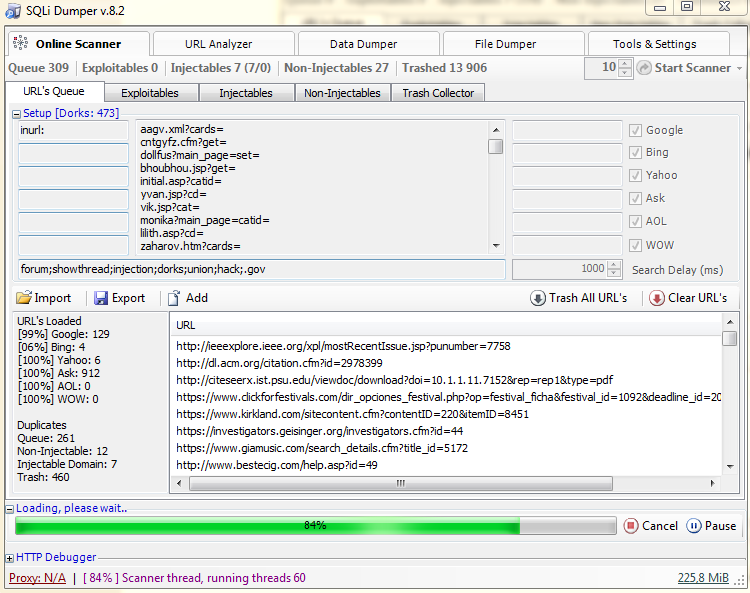 SQLi Dumper v.8.2
Online Scanner
URL Analyzer
Data Dumper
File Dumper
Tools & Settings
Queue 309 Exploitables 0 Injectables 7 (7/0) Non-Injectables 27 Trashed 13 906 10 Start Scanner
URL's Queue
Exploitables
Injectables
Non-Injectables
Trash Collector
Setup [Dorks: 473]
inurl:
aagv.xml?cards=
cntgyfz.cfm?get=
dollfus?main_page=set=
bhoubhou.jsp?get=
initial.asp?catid=
yvan.jsp?cd=
vik.jsp?cat=
monika?main_page=catid=
lilith.asp?cd=
zaharov.htm?cards=
Google
Bing
Yahoo
Ask
AOL
WOW
forum;showthread;injection;dorks;union;hack;.gov
1000 Search Delay (ms)
Import
Export
Add
Trash All URL's
Clear URL's
URL's Loaded
[99%] Google: 129
[06%] Bing: 4
[100%] Yahoo: 6
[100%] Ask: 912
[100%] AOL: 0
[100%] WOW: 0
Duplicates
Queue: 261
Non-Injectable: 12
Injectable Domain: 7
Trash: 460
URL
http://ieeexplore.ieee.org/xpl/mostRecentIssue.jsp?punumber=7758
http://dl.acm.org/citation.cfm?id=2978399
http://citeseerx.ist.psu.edu/viewdoc/download?doi=10.1.1.11.7152&rep=rep1&type=pdf
https://www.clickforfestivals.com/dir_opciones_festival.php?op=festival_ficha&festival_id=1092&deadline_id=20
https://www.kirkland.com/sitecontent.cfm?contentID=220&itemID=8451
https://investigators.geisinger.org/investigators.cfm?id=44
https://www.giamusic.com/search_details.cfm?title_id=5172
http://www.bestecig.com/help.asp?id=49
Loading, please wait..
84%
Cancel
Pause
HTTP Debugger
Proxy: N/A | [ 84% ] Scanner thread, running threads 60
225,8 MiB